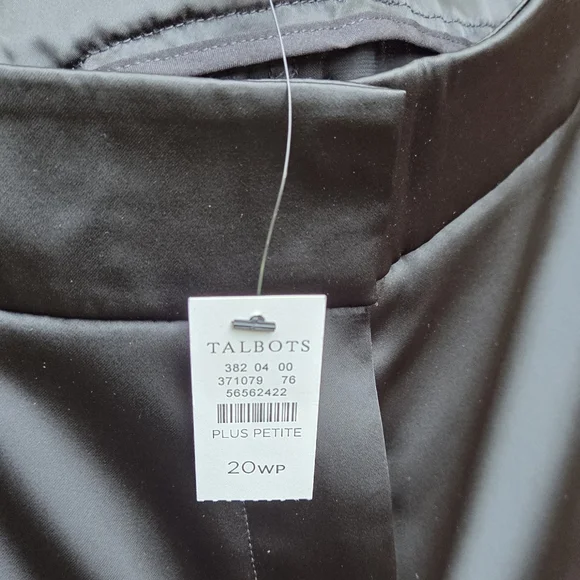 TALBOTS
382 04 00
371079 76
56562422
PLUS PETITE
20WP